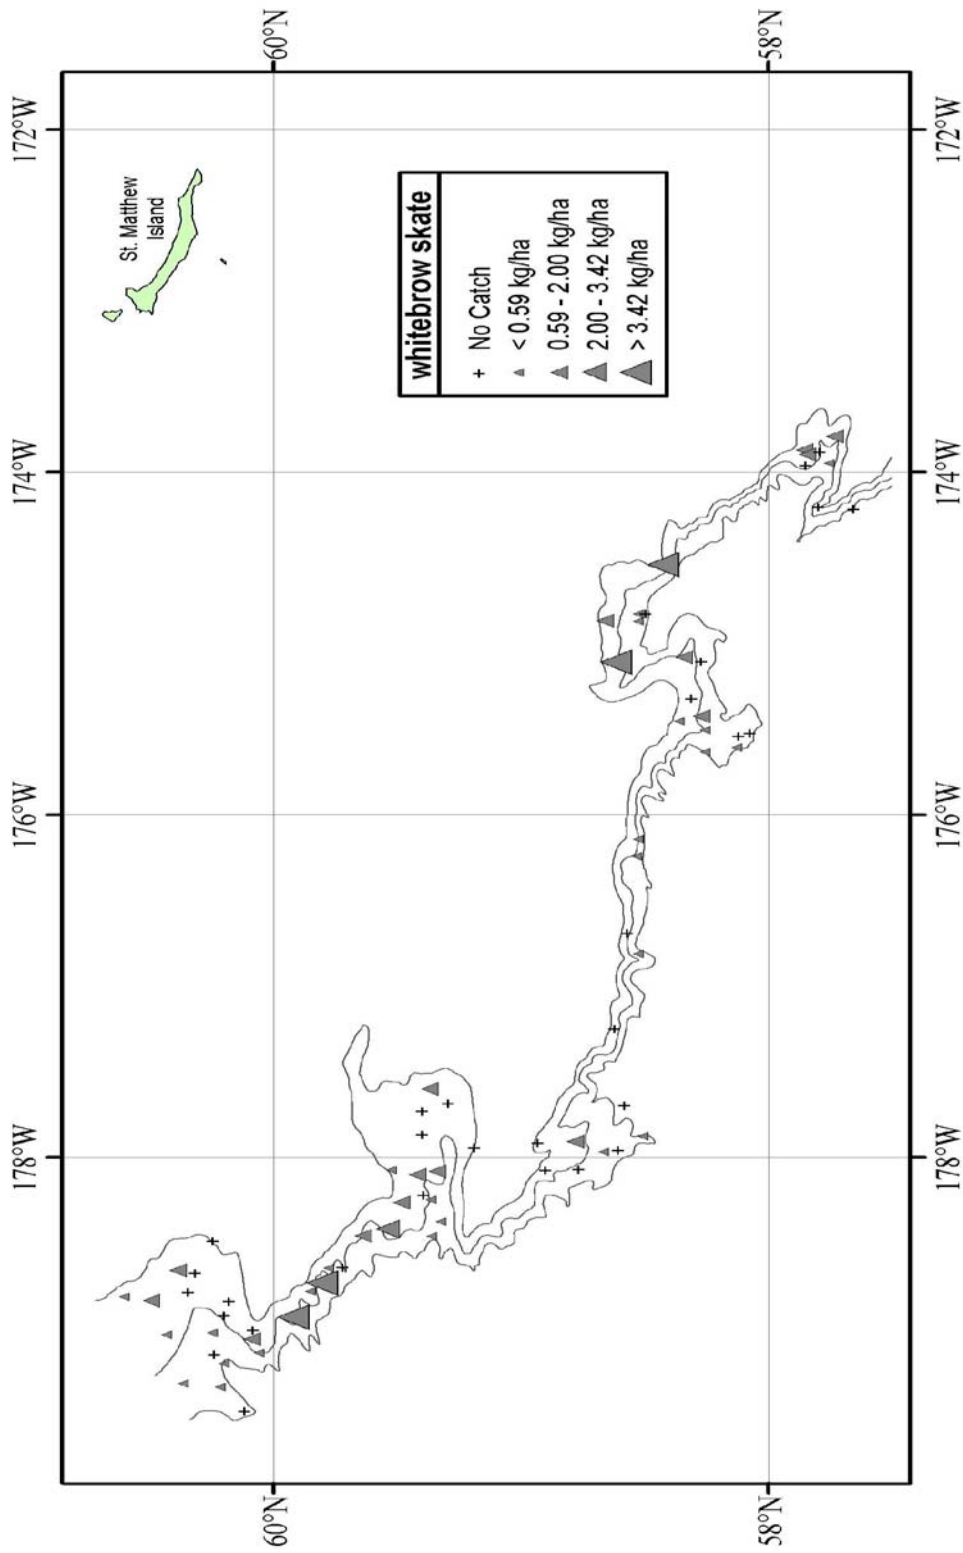 60°N
58°N
172°W
174°W
176°W
178°W
St. Matthew
Island
whitebrow skate
No Catch
< 0.59 kg/ha
0.59 - 2.00 kg/ha
2.00 - 3.42 kg/ha
> 3.42 kg/ha
172°W
174°W
176°W
178°W
60°N
58°N